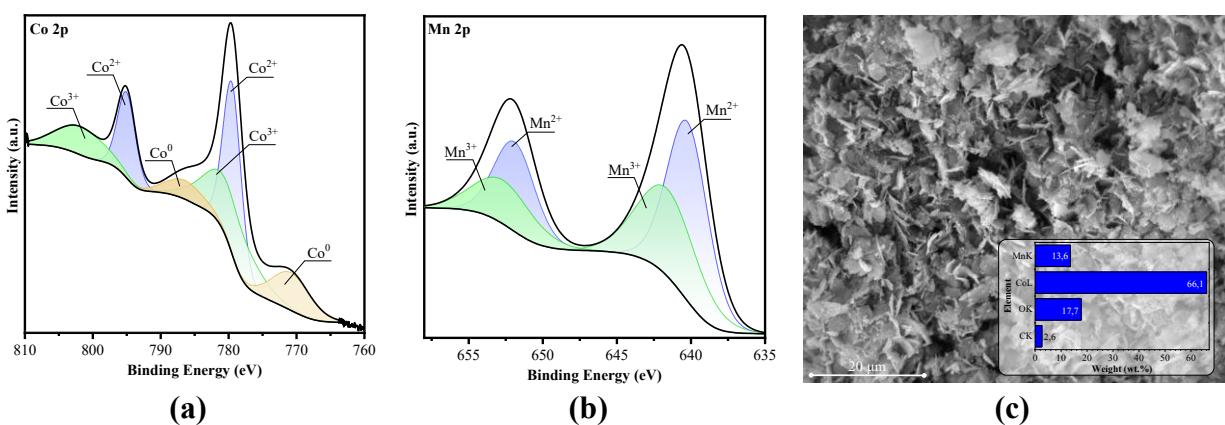 Co 2p
Co²⁺
Co²⁺
Co³⁺
Co³⁺
Co⁰
Co⁰
Intensity (a.u.)
810 800 790 780 770 760
Binding Energy (eV)
(a)
Mn 2p
Mn²⁺
Mn²⁺
Mn³⁺
Mn³⁺
Intensity (a.u.)
655 650 645 640 635
Binding Energy (eV)
(b)
Element
MnK 13,6
CoL 66,1
OK 17,7
CK 2,6
0 10 20 30 40 50 60
Weight (wt.%)
20 µm
(c)